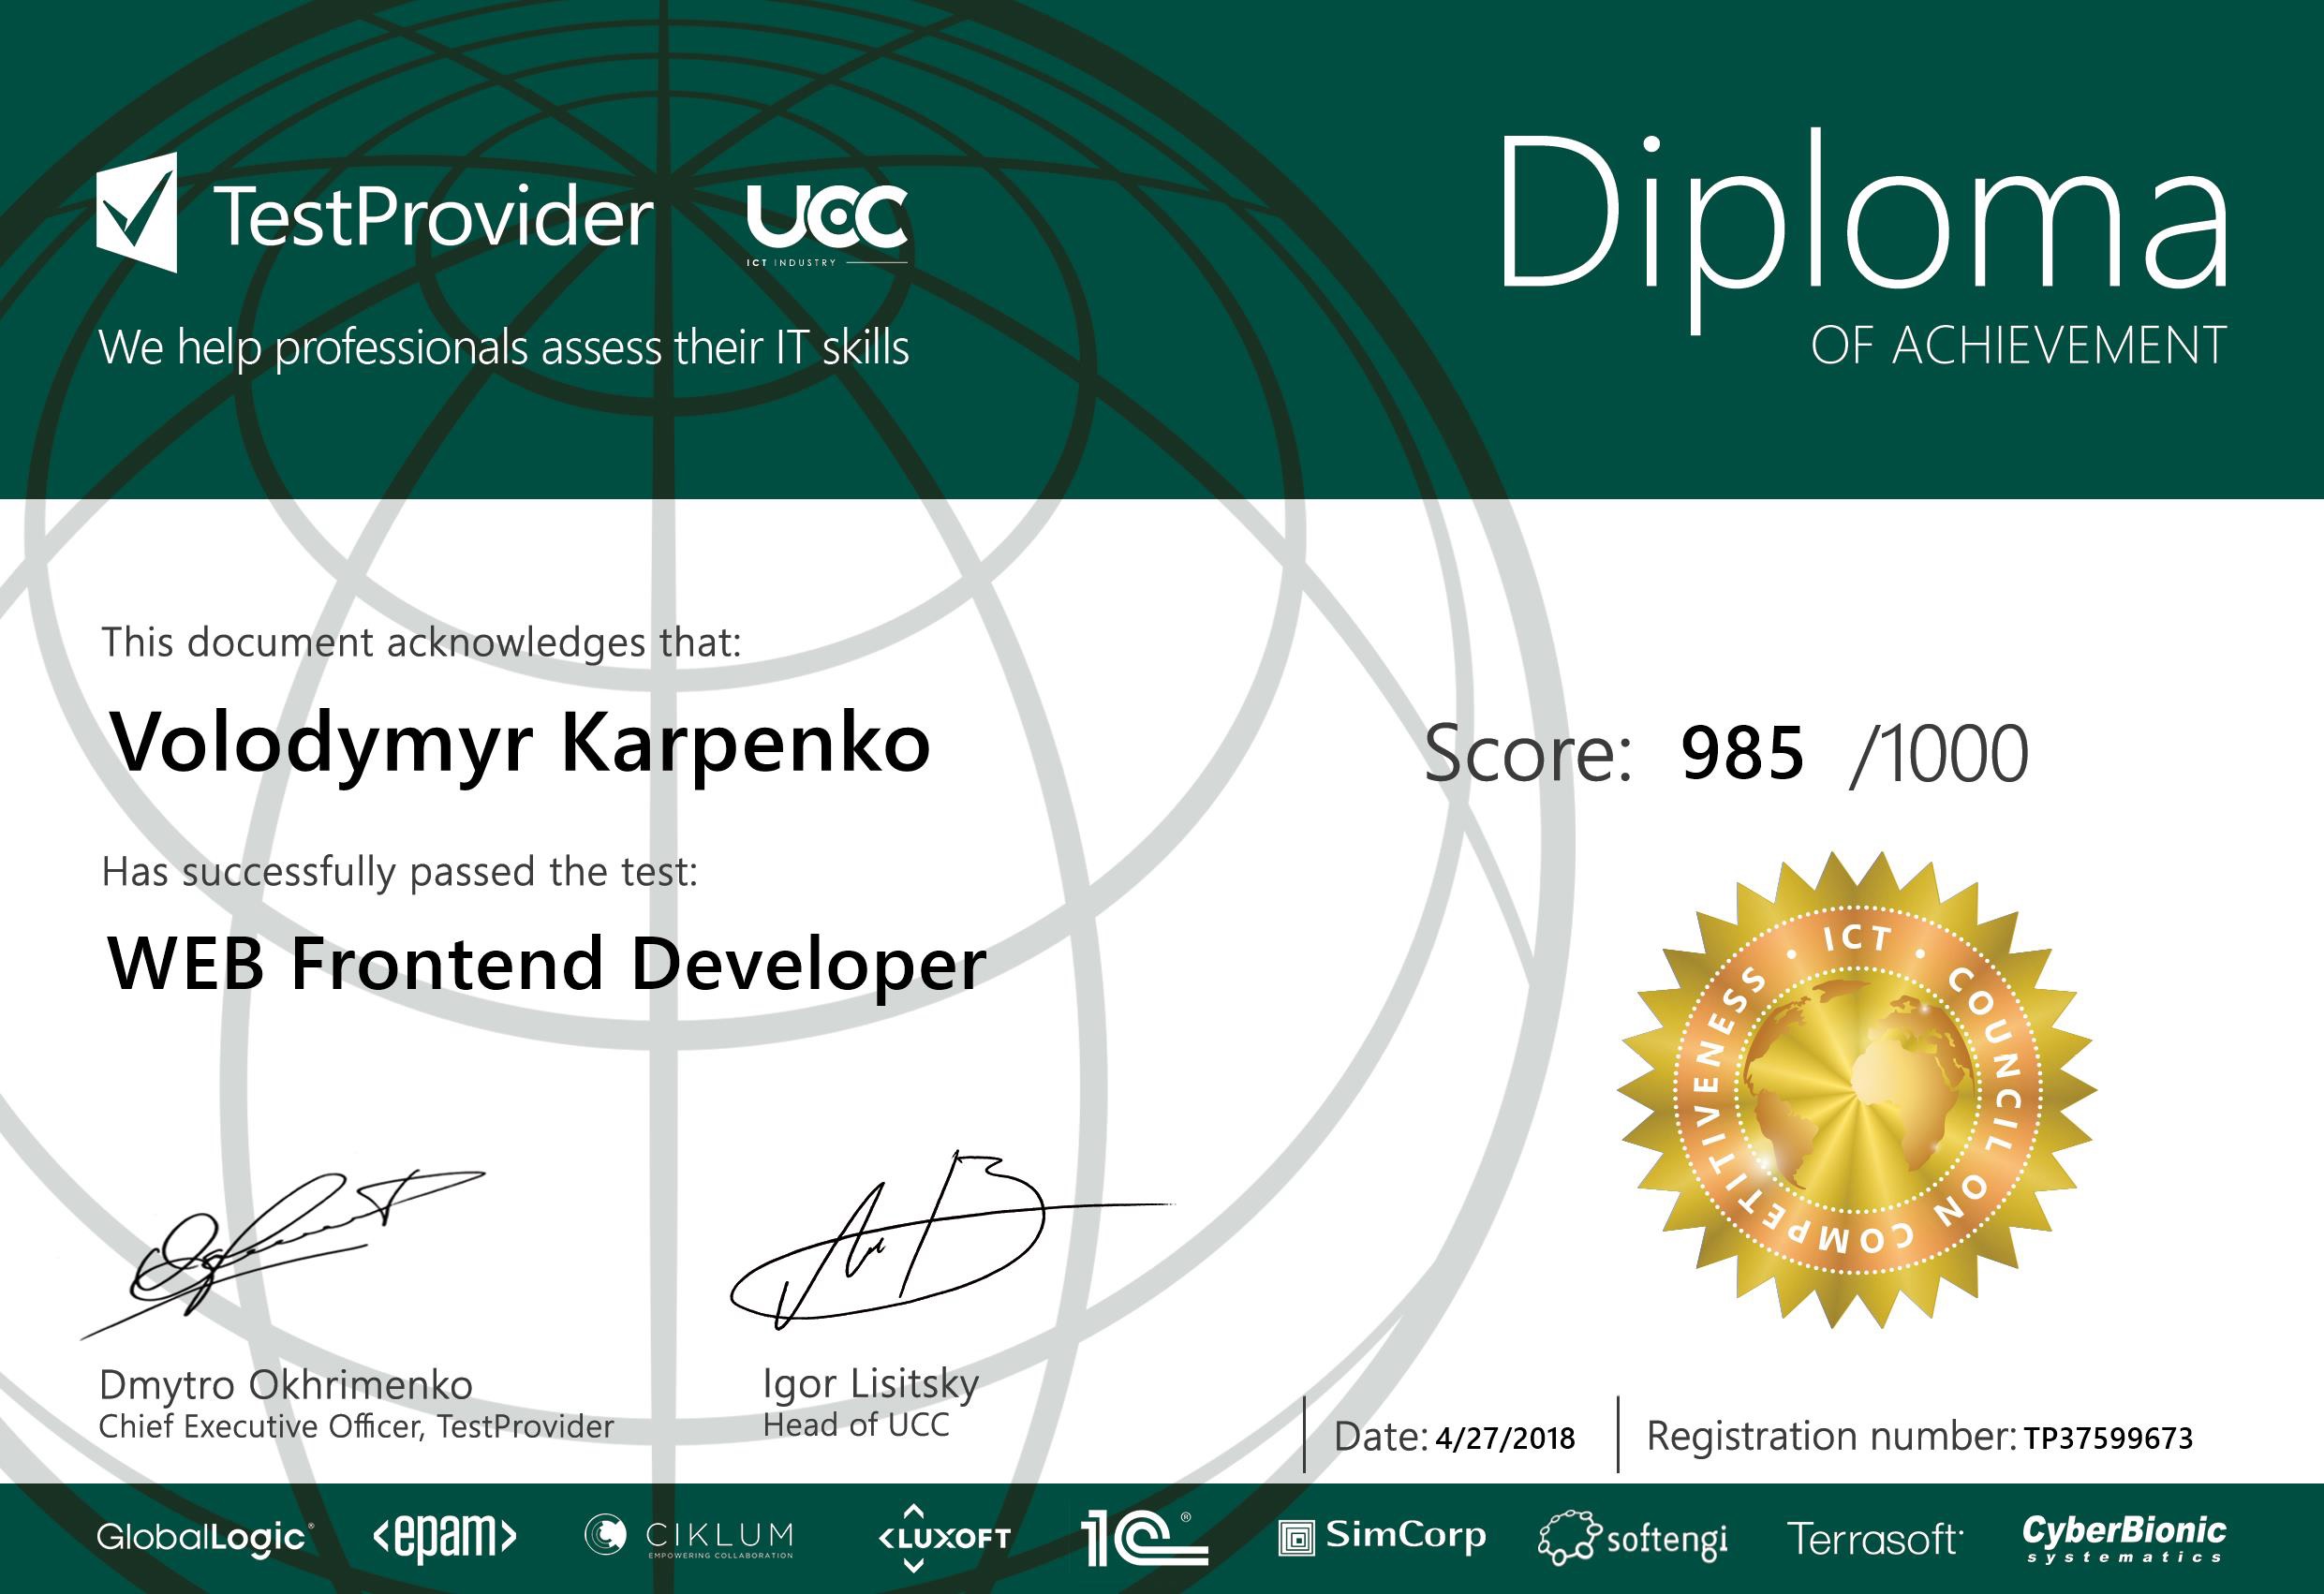 TestProvider
UCC
ICT INDUSTRY
We help professionals assess their IT skills
Diploma
OF ACHIEVEMENT
This document acknowledges that:
Volodymyr Karpenko
Score: 985 /1000
Has successfully passed the test:
WEB Frontend Developer
• ICT • COUNCIL ON COMPETITIVENESS
Dmytro Okhrimenko
Chief Executive Officer, TestProvider
Igor Lisitsky
Head of UCC
Date: 4/27/2018
Registration number: TP37599673
GlobalLogic®
<epam>
CIKLUM
EMPOWERING COLLABORATION
<LUXOFT
1C®
SimCorp
softengi
Terrasoft
CyberBionic
systematics